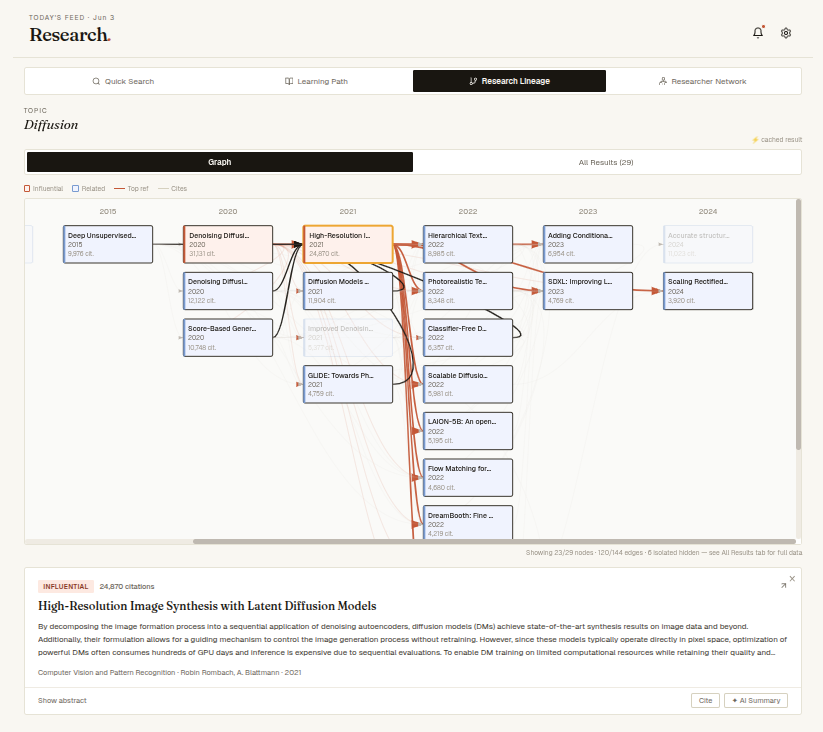 TODAY'S FEED · Jun 3
Research.
Quick Search
Learning Path
Research Lineage
Researcher Network
TOPIC
Diffusion
⚡ cached result
Graph
All Results (29)
Influential
Related
Top ref
Cites
2015
2020
2021
2022
2023
2024
Deep Unsupervised...
2015
9,976 cit.
Denoising Diffusi...
2020
31,131 cit.
High-Resolution I...
2021
24,870 cit.
Hierarchical Text...
2022
8,985 cit.
Adding Conditiona...
2023
6,954 cit.
Accurate structur...
2024
Denoising Diffusi...
2020
12,122 cit.
Diffusion Models ...
2021
11,904 cit.
Photorealistic Te...
2022
8,348 cit.
SDXL: Improving L...
2023
4,769 cit.
Scaling Rectified...
2024
3,920 cit.
Score-Based Gener...
2020
10,748 cit.
Improved Denoisin...
2021
Classifier-Free D...
2022
6,357 cit.
GLIDE: Towards Ph...
2021
4,759 cit.
Scalable Diffusio...
2022
5,981 cit.
LAION-5B: An open...
2022
5,195 cit.
Flow Matching for...
2022
4,680 cit.
DreamBooth: Fine ...
2022
4,219 cit.
Showing 23/29 nodes · 120/144 edges · 6 isolated hidden — see All Results tab for full data
INFLUENTIAL 24,870 citations
High-Resolution Image Synthesis with Latent Diffusion Models
By decomposing the image formation process into a sequential application of denoising autoencoders, diffusion models (DMs) achieve state-of-the-art synthesis results on image data and beyond.
Additionally, their formulation allows for a guiding mechanism to control the image generation process without retraining. However, since these models typically operate directly in pixel space, optimization of
powerful DMs often consumes hundreds of GPU days and inference is expensive due to sequential evaluations. To enable DM training on limited computational resources while retaining their quality and...
Computer Vision and Pattern Recognition · Robin Rombach, A. Blattmann · 2021
Show abstract
Cite
✦ AI Summary